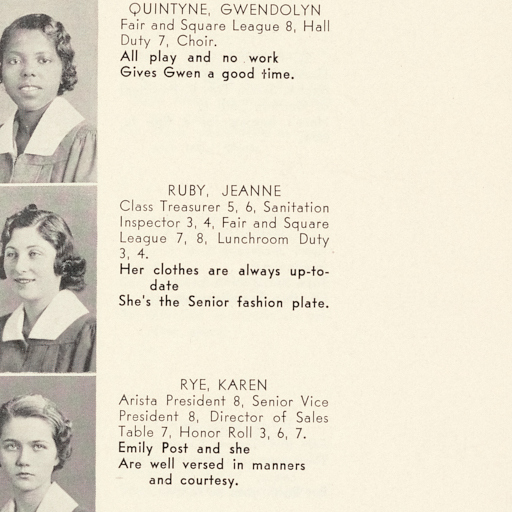 QUINTYNE, GWENDOLYN
Fair and Square League 8, Hall
Duty 7, Choir.
All play and no work
Gives Gwen a good time.
RUBY, JEANNE
Class Treasurer 5, 6, Sanitation
Inspector 3, 4, Fair and Square
League 7, 8, Lunchroom Duty
3, 4.
Her clothes are always up-to-
date
She's the Senior fashion plate.
RYE, KAREN
Arista President 8, Senior Vice
President 8, Director of Sales
Table 7, Honor Roll 3, 6, 7.
Emily Post and she
Are well versed in manners
and courtesy.